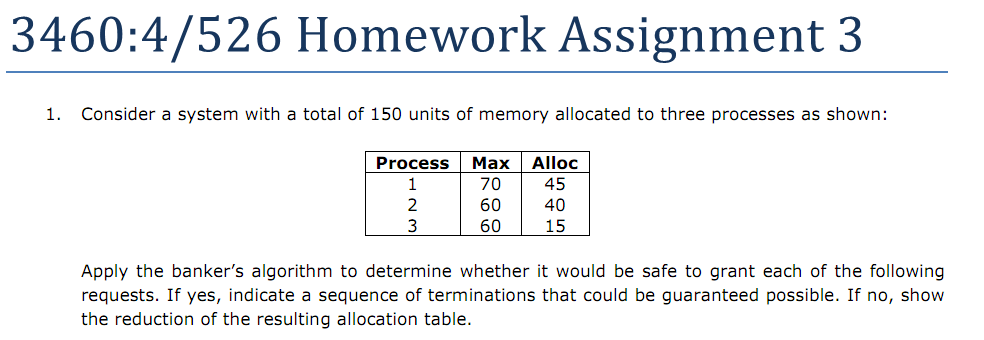 3460:4/526 Homework Assignment 3
1. Consider a system with a total of 150 units of memory allocated to three processes as shown:
Process Max Alloc
1 70 45
2 60 40
3 60 15
Apply the banker’s algorithm to determine whether it would be safe to grant each of the following
requests. If yes, indicate a sequence of terminations that could be guaranteed possible. If no, show
the reduction of the resulting allocation table.